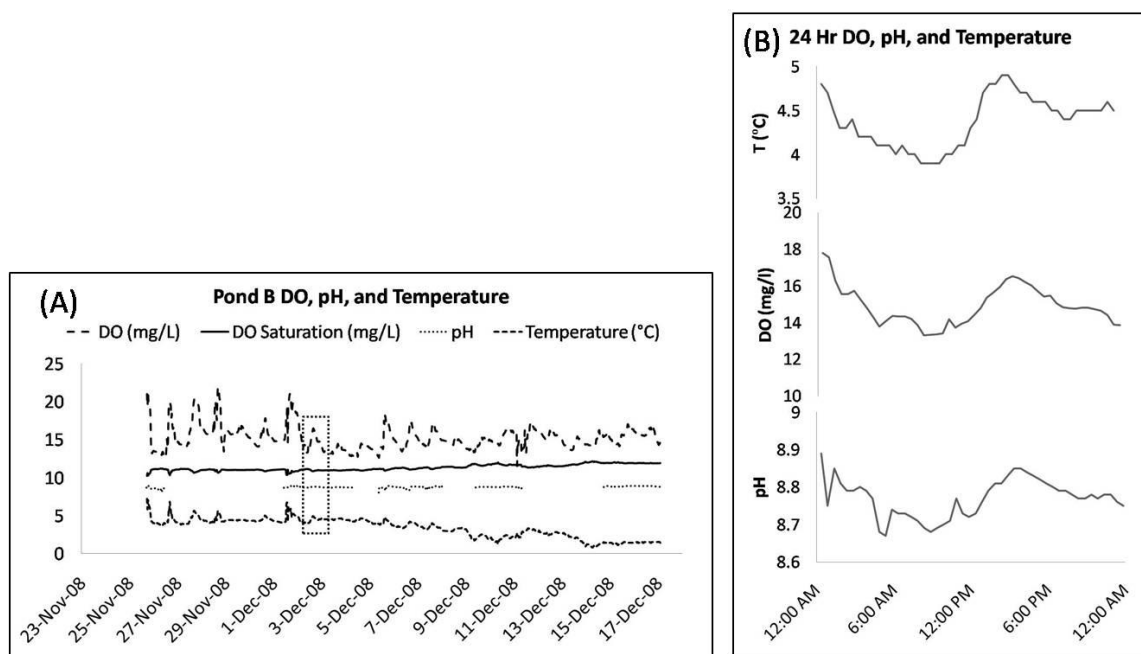 (A) Pond B DO, pH, and Temperature
DO (mg/L) DO Saturation (mg/L) pH Temperature (°C)
25
20
15
10
5
0
23-Nov-08 25-Nov-08 27-Nov-08 29-Nov-08 1-Dec-08 3-Dec-08 5-Dec-08 7-Dec-08 9-Dec-08 11-Dec-08 13-Dec-08 15-Dec-08 17-Dec-08
(B) 24 Hr DO, pH, and Temperature
T (°C)
5
4.5
4
3.5
DO (mg/l)
20
18
16
14
12
10
pH
9
8.9
8.8
8.7
8.6
12:00 AM 6:00 AM 12:00 PM 6:00 PM 12:00 AM